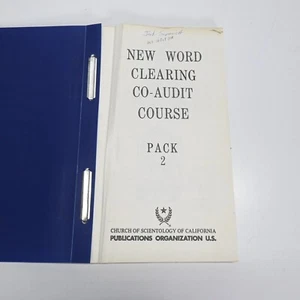 NEW WORD
CLEARING
CO-AUDIT
COURSE
PACK
2
CHURCH OF SCIENTOLOGY OF CALIFORNIA
PUBLICATIONS ORGANIZATION U.S.